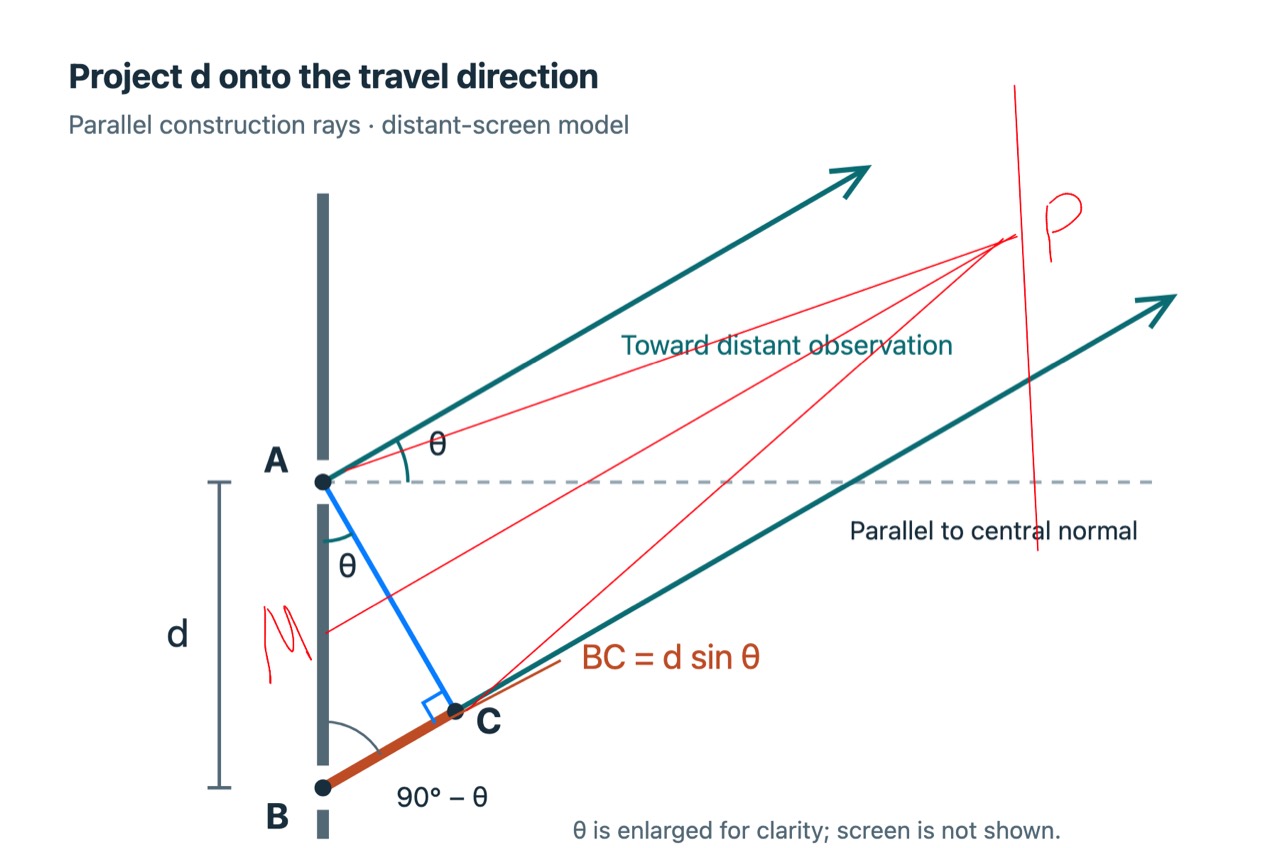 Project d onto the travel direction
Parallel construction rays · distant-screen model
P
Toward distant observation
θ
A
Parallel to central normal
θ
d
M
BC = d sin θ
C
90° – θ
B
θ is enlarged for clarity; screen is not shown.